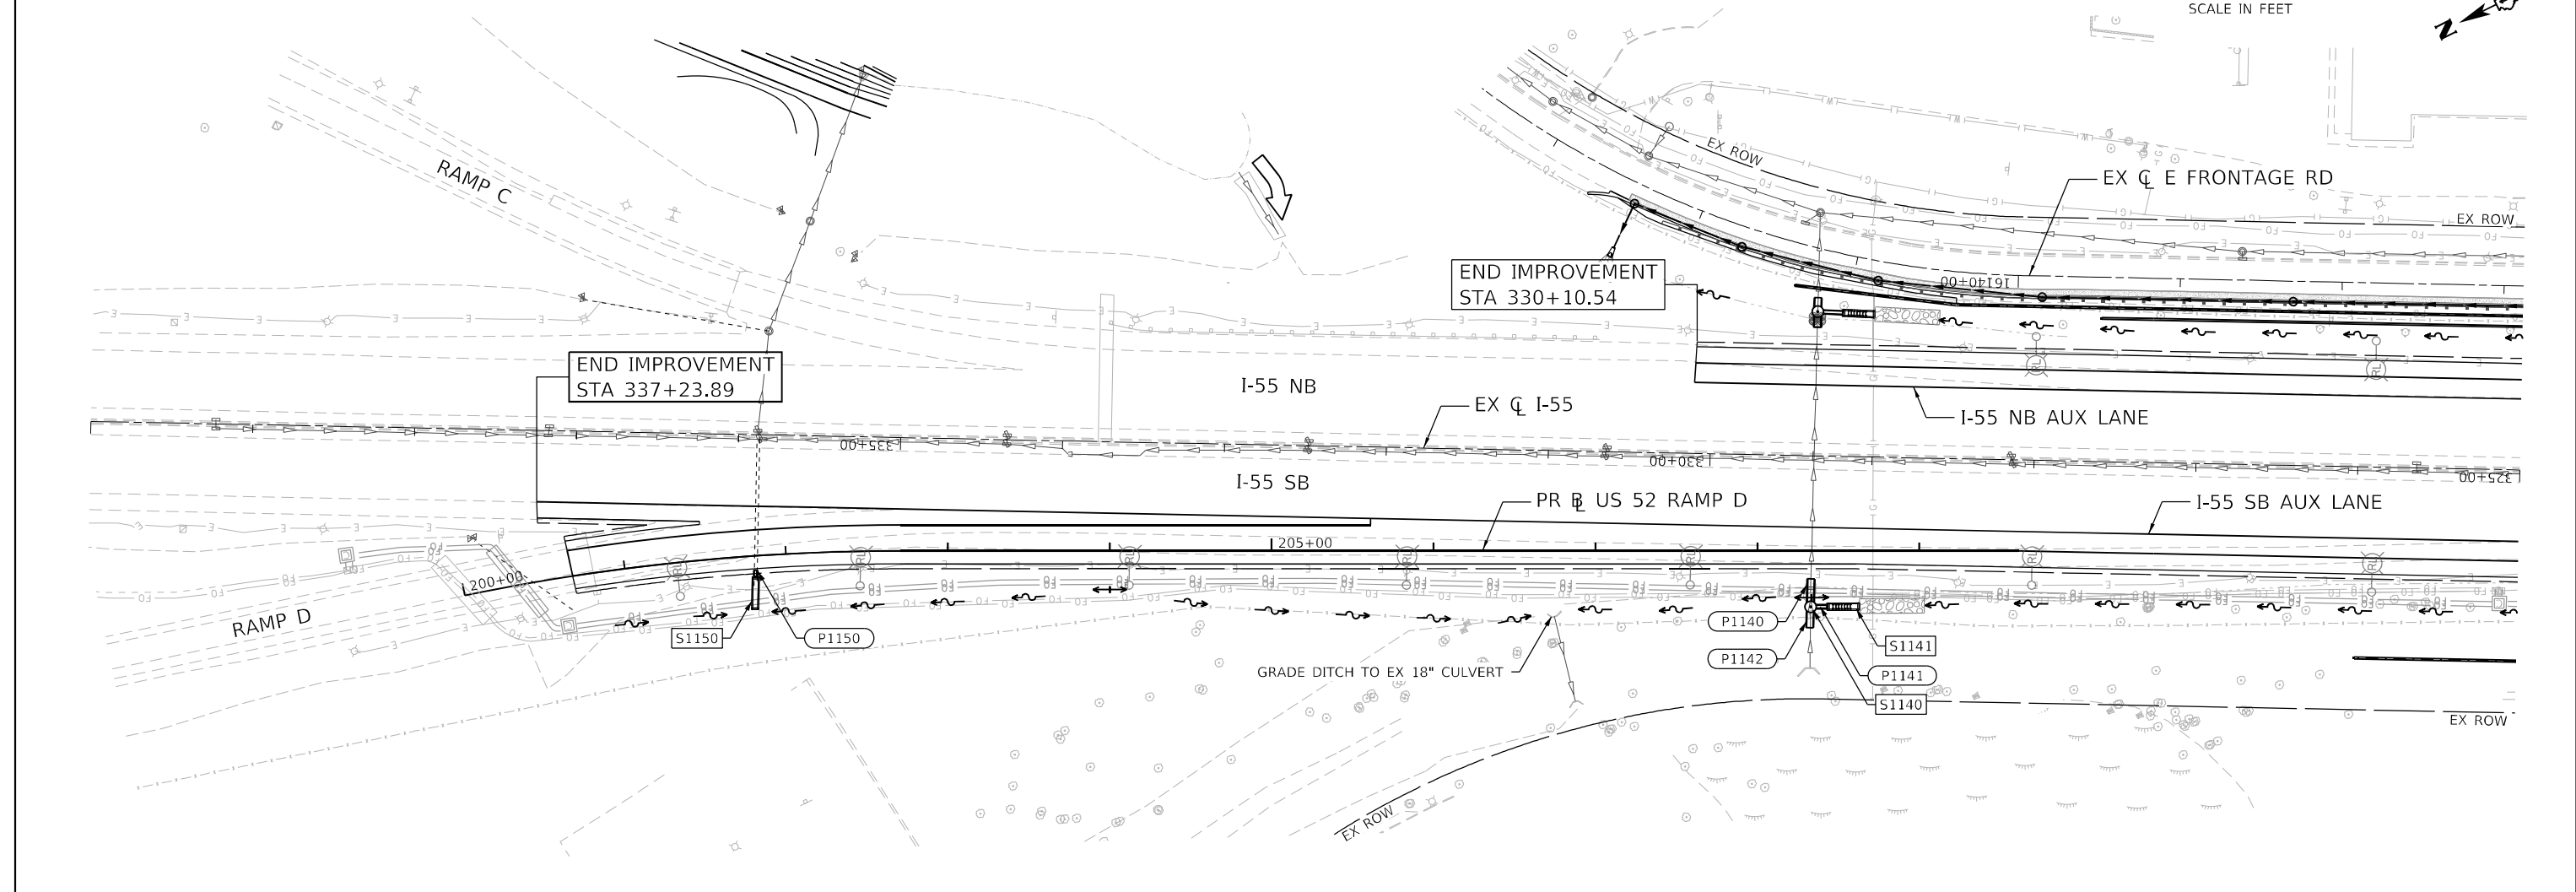 SCALE IN FEET
N
RAMP C
EX ROW
EX ℄ E FRONTAGE RD
EX ROW
END IMPROVEMENT
STA 330+10.54
16140+00
END IMPROVEMENT
STA 337+23.89
I-55 NB
EX ℄ I-55
I-55 NB AUX LANE
335+00
330+00
325+00
I-55 SB
PR BL US 52 RAMP D
I-55 SB AUX LANE
205+00
200+00
RAMP D
S1150
P1150
P1140
P1142
S1141
P1141
S1140
GRADE DITCH TO EX 18" CULVERT
EX ROW
EX ROW